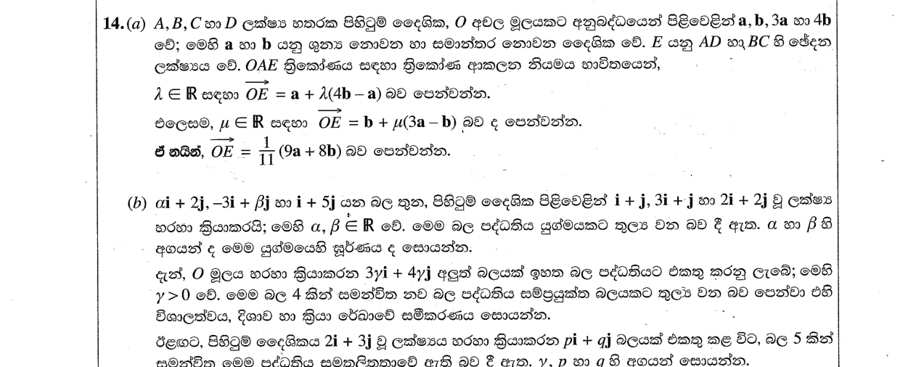 14.(a) A, B, C හා D ලක්ෂ්‍ය හතරක පිහිටුම් දෛශික, O අචල මූලයකට අනුබද්ධයෙන් පිළිවෙළින් a, b, 3a හා 4b
වේ; මෙහි a හා b යනු ශූන්‍ය නොවන හා සමාන්තර නොවන දෛශික වේ. E යනු AD හා BC හි ඡේදන
ලක්ෂ්‍යය වේ. OAE ත්‍රිකෝණය සඳහා ත්‍රිකෝණ ආකලන නියමය භාවිතයෙන්,
λ ∈ ℝ සඳහා \overrightarrow{OE} = a + λ(4b – a) බව පෙන්වන්න.
එලෙසම, μ ∈ ℝ සඳහා \overrightarrow{OE} = b + μ(3a – b) බව ද පෙන්වන්න.
ඒ නයින්, \overrightarrow{OE} = \frac{1}{11} (9a + 8b) බව පෙන්වන්න.
(b) αi + 2j, –3i + βj හා i + 5j යන බල තුන, පිහිටුම් දෛශික පිළිවෙළින් i + j, 3i + j හා 2i + 2j වූ ලක්ෂ්‍ය
හරහා ක්‍රියාකරයි; මෙහි α, β ∈ ℝ වේ. මෙම බල පද්ධතිය යුග්මයකට තුල්‍ය වන බව දී ඇත. α හා β හි
අගයන් ද මෙම යුග්මයෙහි ඝූර්ණය ද සොයන්න.
දැන්, O මූලය හරහා ක්‍රියාකරන 3γi + 4γj අලුත් බලයක් ඉහත බල පද්ධතියට එකතු කරනු ලැබේ; මෙහි
γ > 0 වේ. මෙම බල 4 කින් සමන්විත නව බල පද්ධතිය සම්ප්‍රයුක්ත බලයකට තුල්‍ය වන බව පෙන්වා එහි
විශාලත්වය, දිශාව හා ක්‍රියා රේඛාවේ සමීකරණය සොයන්න.
ඊළඟට, පිහිටුම් දෛශිකය 2i + 3j වූ ලක්ෂ්‍යය හරහා ක්‍රියාකරන pi + qj බලයක් එකතු කළ විට, බල 5 කින්
සමන්විත මෙම පද්ධතිය සමතුලිතතාවේ ඇති බව දී ඇත. γ, p හා q හි අගයන් සොයන්න.